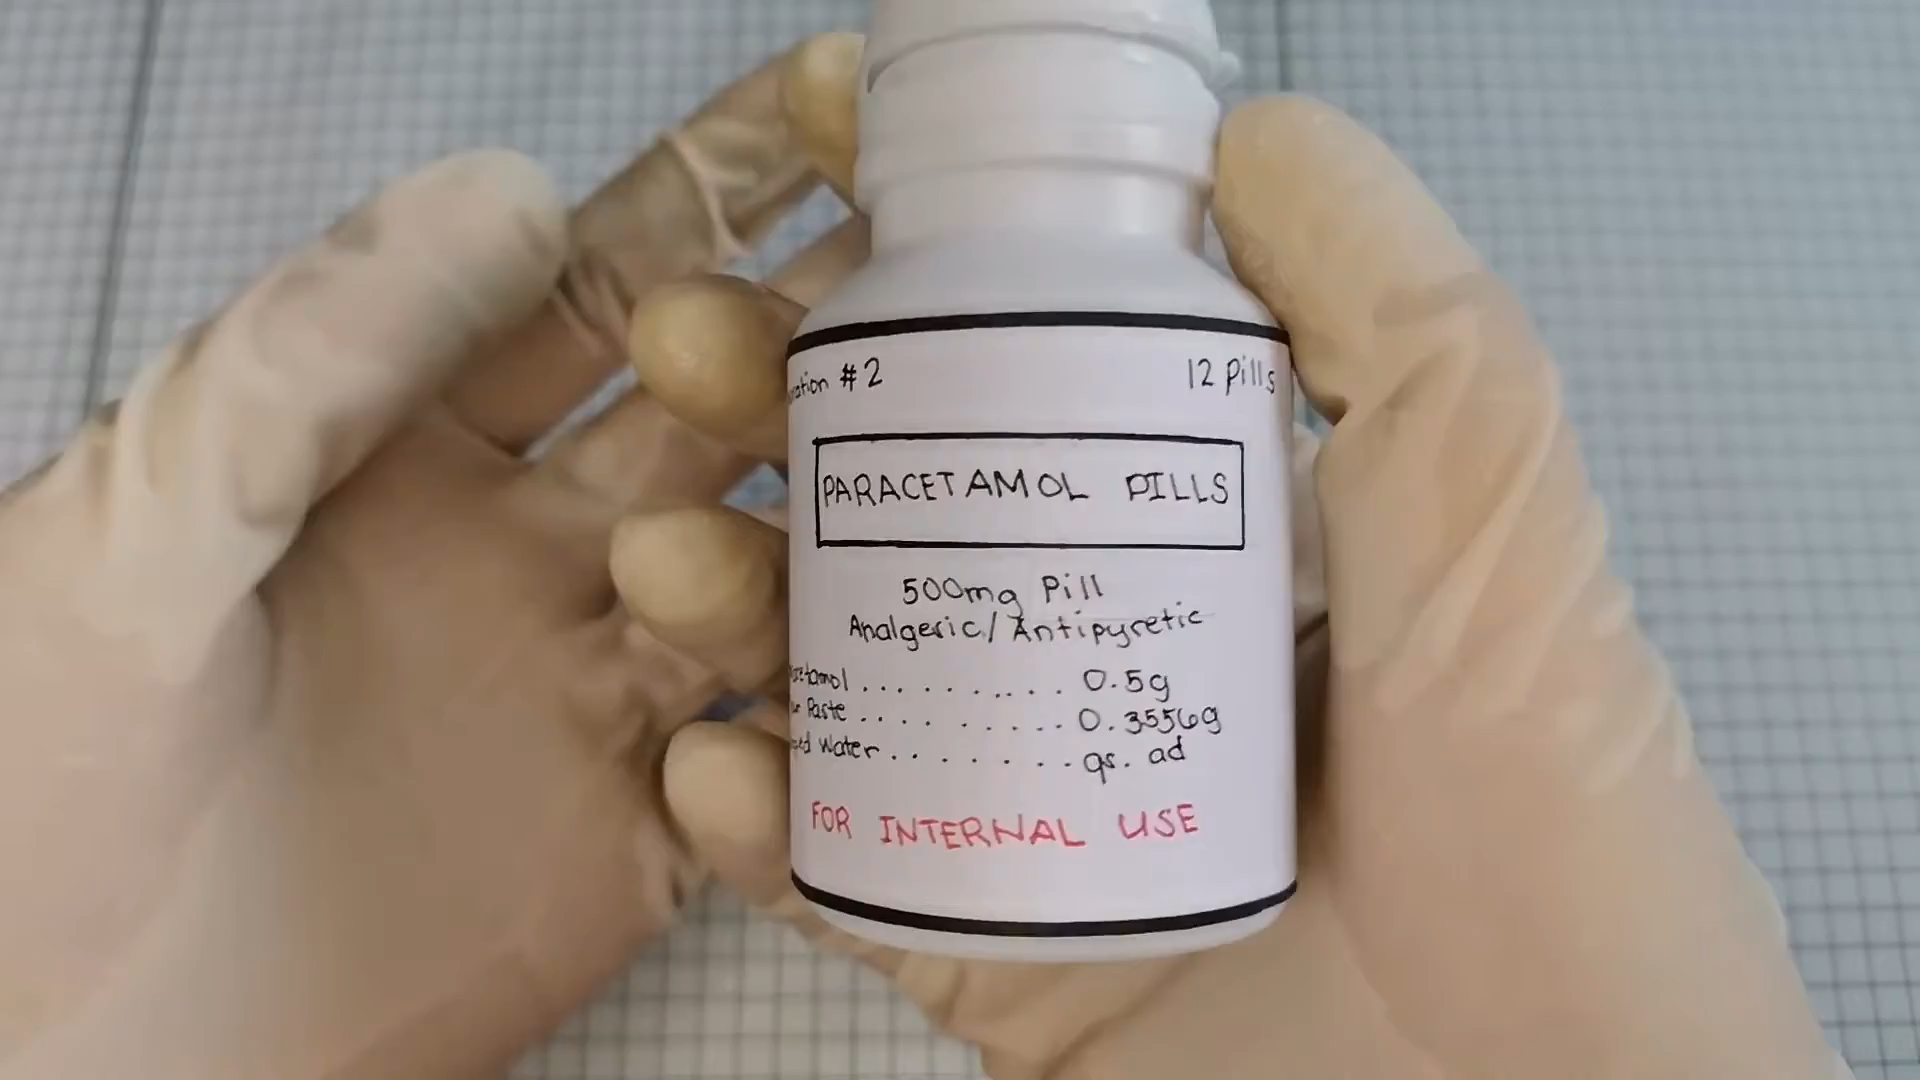 #2 12 Pills
PARACETAMOL PILLS
500mg Pill
Analgesic/Antipyretic
. . . . . . . . . . 0.5g
Paste . . . . . . . . . . 0.3556g
Water . . . . . . . . qs. ad
FOR INTERNAL USE